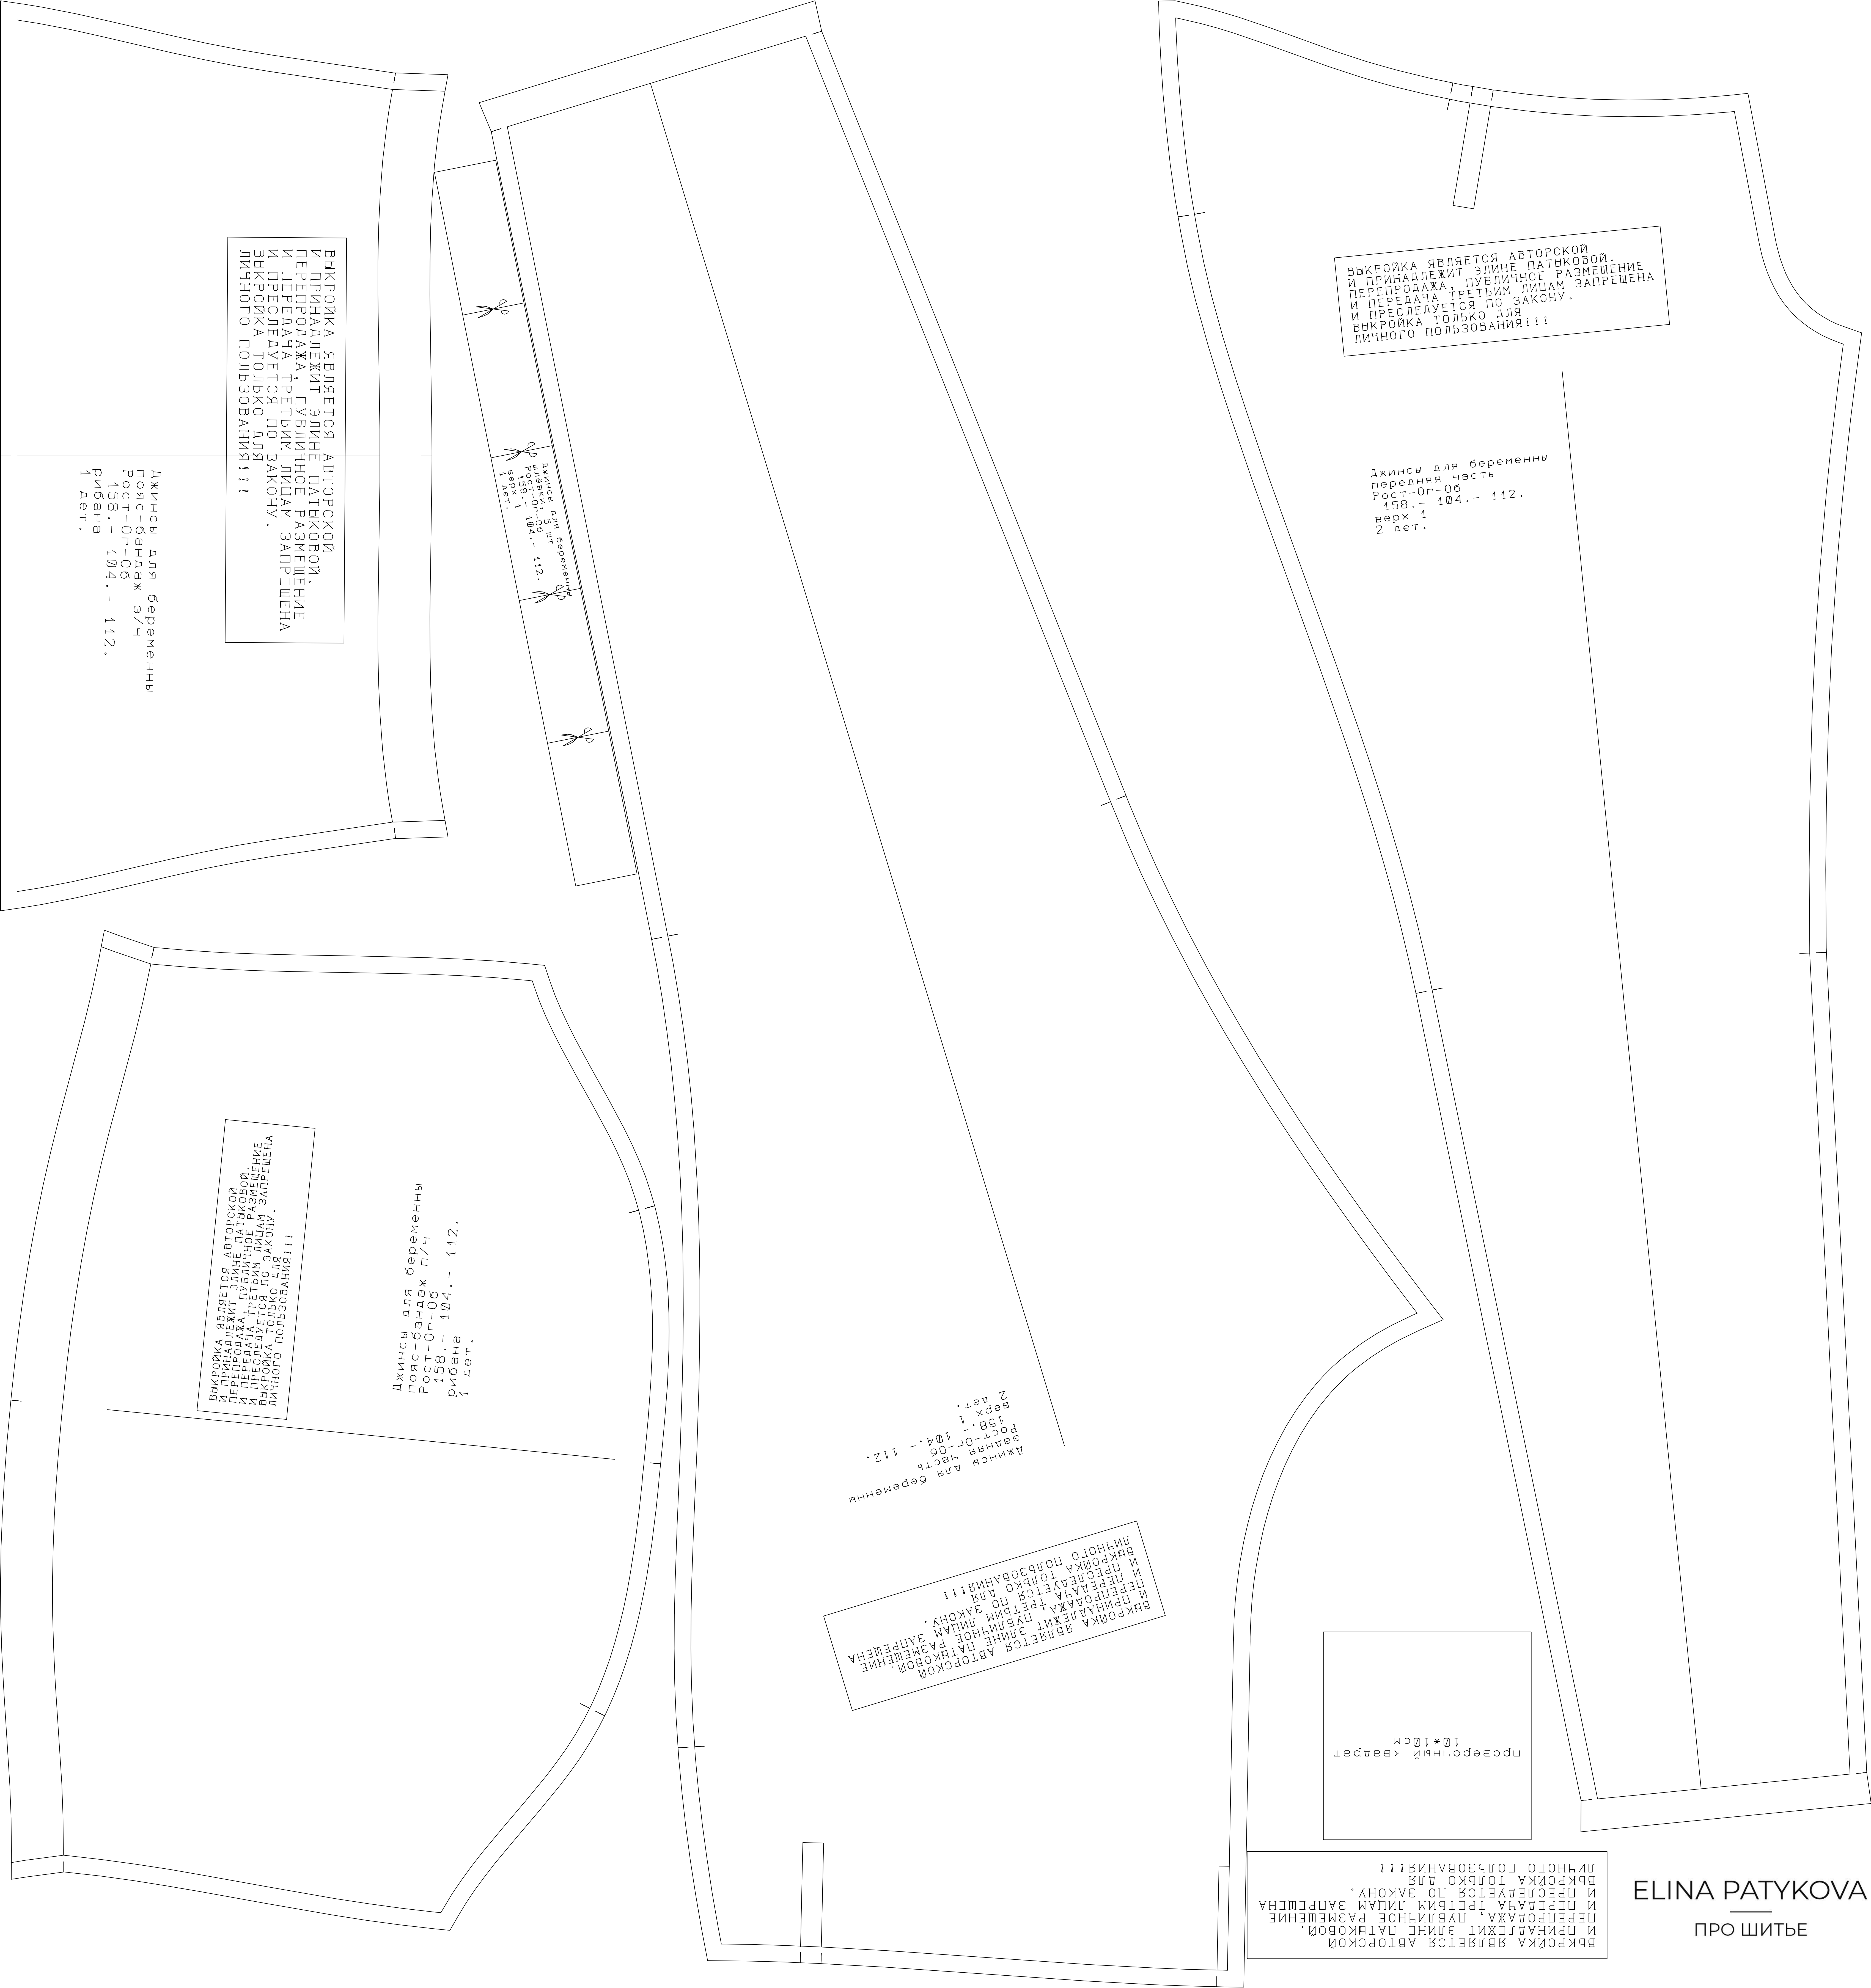 ВЫКРОЙКА ЯВЛЯЕТСЯ АВТОРСКОЙ
И ПРИНАДЛЕЖИТ ЭЛИНЕ ПАТЫКОВОЙ.
ПЕРЕПРОДАЖА, ПУБЛИЧНОЕ РАЗМЕЩЕНИЕ
И ПЕРЕДАЧА ТРЕТЬИМ ЛИЦАМ ЗАПРЕЩЕНА
И ПРЕСЛЕДУЕТСЯ ПО ЗАКОНУ.
ВЫКРОЙКА ТОЛЬКО ДЛЯ
ЛИЧНОГО ПОЛЬЗОВАНИЯ!!!
Джинсы для беременны
пояс-бандаж з/ч
Рост-Ог-Об
158.- 104.- 112.
рибана
1 дет.
Джинсы для беременны
шлёвки, 5 шт
Рост-Ог-Об
158.- 104.- 112.
верх 1
1 дет.
ВЫКРОЙКА ЯВЛЯЕТСЯ АВТОРСКОЙ
И ПРИНАДЛЕЖИТ ЭЛИНЕ ПАТЫКОВОЙ.
ПЕРЕПРОДАЖА, ПУБЛИЧНОЕ РАЗМЕЩЕНИЕ
И ПЕРЕДАЧА ТРЕТЬИМ ЛИЦАМ ЗАПРЕЩЕНА
И ПРЕСЛЕДУЕТСЯ ПО ЗАКОНУ.
ВЫКРОЙКА ТОЛЬКО ДЛЯ
ЛИЧНОГО ПОЛЬЗОВАНИЯ!!!
Джинсы для беременны
передняя часть
Рост-Ог-Об
158.- 104.- 112.
верх 1
2 дет.
ВЫКРОЙКА ЯВЛЯЕТСЯ АВТОРСКОЙ
И ПРИНАДЛЕЖИТ ЭЛИНЕ ПАТЫКОВОЙ.
ПЕРЕПРОДАЖА, ПУБЛИЧНОЕ РАЗМЕЩЕНИЕ
И ПЕРЕДАЧА ТРЕТЬИМ ЛИЦАМ ЗАПРЕЩЕНА
И ПРЕСЛЕДУЕТСЯ ПО ЗАКОНУ.
ВЫКРОЙКА ТОЛЬКО ДЛЯ
ЛИЧНОГО ПОЛЬЗОВАНИЯ!!!
Джинсы для беременны
пояс-бандаж п/ч
Рост-Ог-Об
158.- 104.- 112.
рибана
1 дет.
Джинсы для беременны
задняя часть
Рост-Ог-Об
158.- 104.- 112.
верх 1
2 дет.
ВЫКРОЙКА ЯВЛЯЕТСЯ АВТОРСКОЙ
И ПРИНАДЛЕЖИТ ЭЛИНЕ ПАТЫКОВОЙ.
ПЕРЕПРОДАЖА, ПУБЛИЧНОЕ РАЗМЕЩЕНИЕ
И ПЕРЕДАЧА ТРЕТЬИМ ЛИЦАМ ЗАПРЕЩЕНА
И ПРЕСЛЕДУЕТСЯ ПО ЗАКОНУ.
ВЫКРОЙКА ТОЛЬКО ДЛЯ
ЛИЧНОГО ПОЛЬЗОВАНИЯ!!!
проверочный квадрат
10*10см
ВЫКРОЙКА ЯВЛЯЕТСЯ АВТОРСКОЙ
И ПРИНАДЛЕЖИТ ЭЛИНЕ ПАТЫКОВОЙ.
ПЕРЕПРОДАЖА, ПУБЛИЧНОЕ РАЗМЕЩЕНИЕ
И ПЕРЕДАЧА ТРЕТЬИМ ЛИЦАМ ЗАПРЕЩЕНА
И ПРЕСЛЕДУЕТСЯ ПО ЗАКОНУ.
ВЫКРОЙКА ТОЛЬКО ДЛЯ
ЛИЧНОГО ПОЛЬЗОВАНИЯ!!!
ELINA PATYKOVA
ПРО ШИТЬЕ